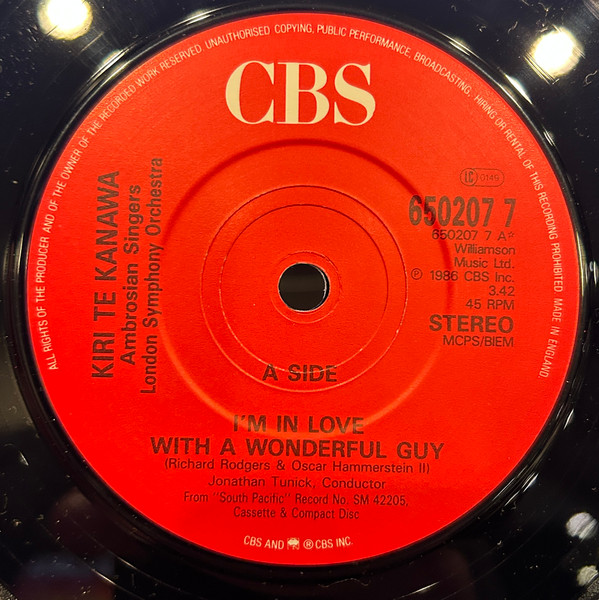 ALL RIGHTS OF THE PRODUCER AND OF THE OWNER OF THE RECORDED WORK RESERVED. UNAUTHORISED COPYING, PUBLIC PERFORMANCE, BROADCASTING, HIRING OR RENTAL OF THIS RECORDING PROHIBITED. MADE IN ENGLAND.
CBS
LC 0149
KIRI TE KANAWA
Ambrosian Singers
London Symphony Orchestra
650207 7
650207 7 A☆
Williamson
Music Ltd.
℗ 1986 CBS Inc.
3.42
45 RPM
STEREO
MCPS/BIEM
A SIDE
I'M IN LOVE
WITH A WONDERFUL GUY
(Richard Rodgers & Oscar Hammerstein II)
Jonathan Tunick, Conductor
From "South Pacific" Record No. SM 42205,
Cassette & Compact Disc
CBS AND ® CBS INC.